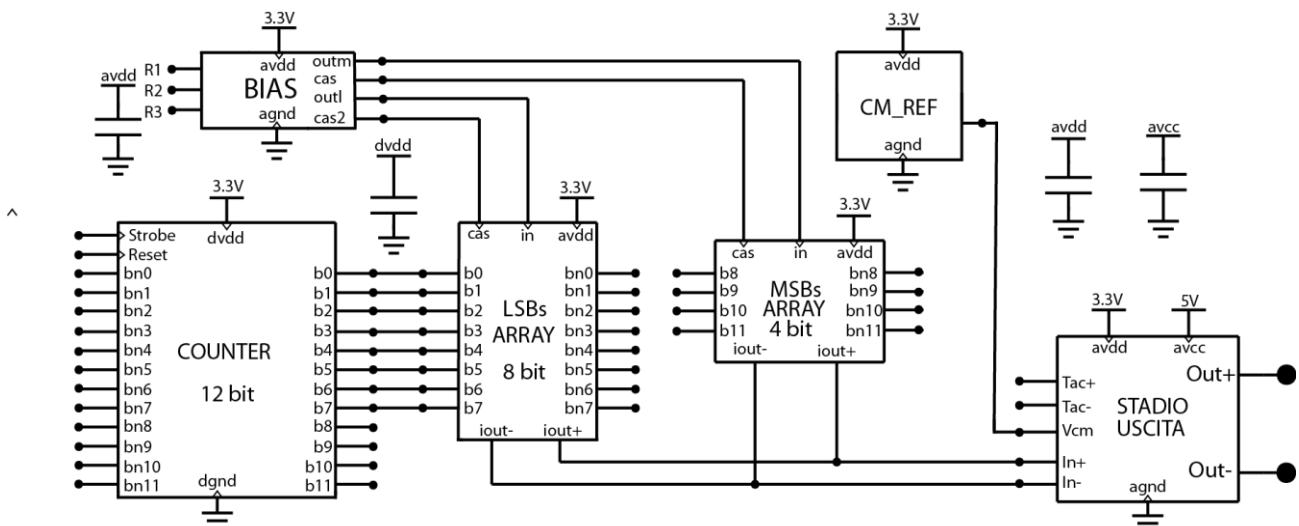 3.3V
R1
R2
R3
avdd
BIAS
agnd
outm
cas
outl
cas2
avdd
dvdd
3.3V
avdd
CM_REF
agnd
avdd
avcc
^
3.3V
dvdd
Strobe
Reset
bn0
bn1
bn2
bn3
bn4
bn5
bn6
bn7
bn8
bn9
bn10
bn11
COUNTER
12 bit
b0
b1
b2
b3
b4
b5
b6
b7
b8
b9
b10
b11
dgnd
3.3V
cas
in
avdd
b0
b1
b2
b3
b4
b5
b6
b7
LSBs
ARRAY
8 bit
bn0
bn1
bn2
bn3
bn4
bn5
bn6
bn7
iout-
iout+
3.3V
cas
in
avdd
b8
b9
b10
b11
MSBs
ARRAY
4 bit
bn8
bn9
bn10
bn11
iout-
iout+
3.3V
5V
avdd
avcc
Tac+
Tac-
Vcm
In+
In-
STADIO
USCITA
Out+
Out-
agnd